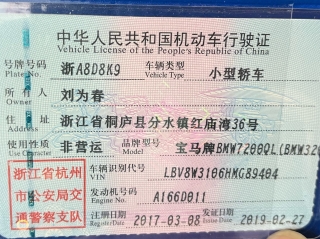 中华人民共和国机动车行驶证
Vehicle License of the People's Republic of China
号牌号码 浙A8D8K9 车辆类型 小型轿车
Plate No. Vehicle Type
所有人 刘为春
Owner
住址 浙江省桐庐县分水镇红庙湾36号
Address
使用性质 非营运 品牌型号 宝马牌BMW7200QL(BMW320
Use Character Model
浙江省杭州 车辆识别代号 LBV8W3106HMG89404
VIN
市公安局交 发动机号码 A166D011
Engine No.
通警察支队 注册日期 2017-03-08 发证日期 2019-02-27
Register Date Issue Date